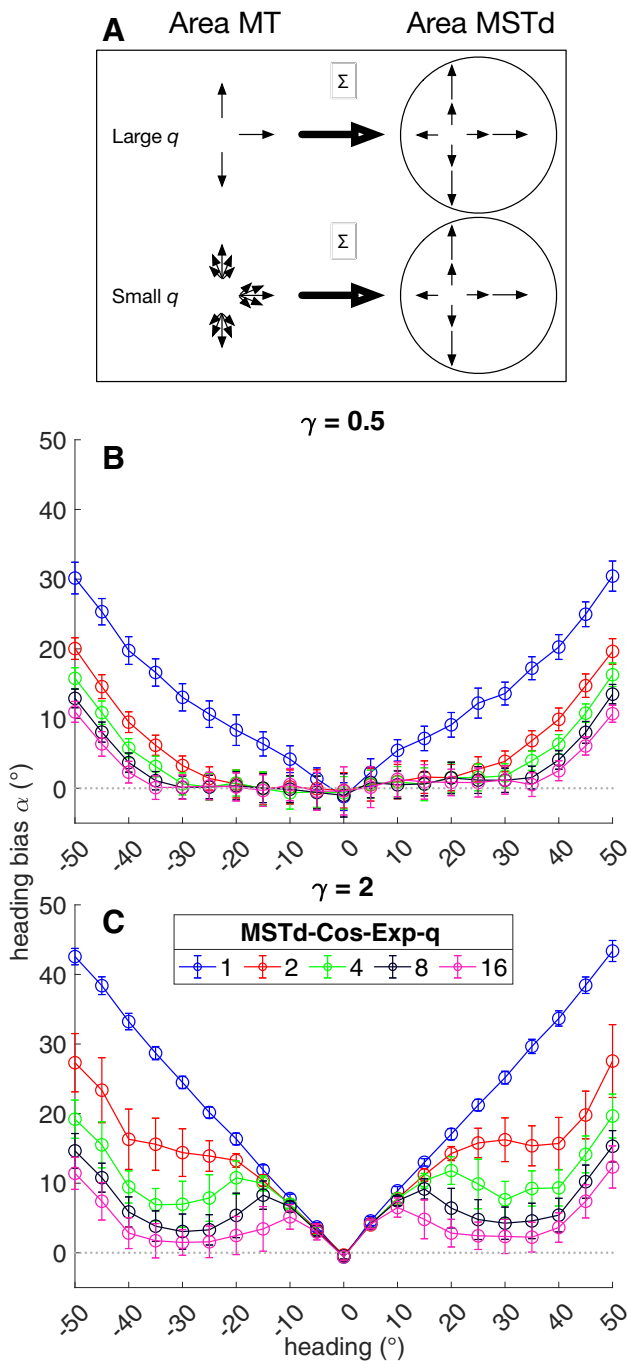 A Area MT Area MSTd
Σ
Large q
Σ
Small q
γ = 0.5
B
50
40
30
20
10
0
-50 -40 -30 -20 -10 0 10 20 30 40 50
heading bias α (°)
γ = 2
C
MSTd-Cos-Exp-q
1 2 4 8 16
50
40
30
20
10
0
-50 -40 -30 -20 -10 0 10 20 30 40 50
heading (°)